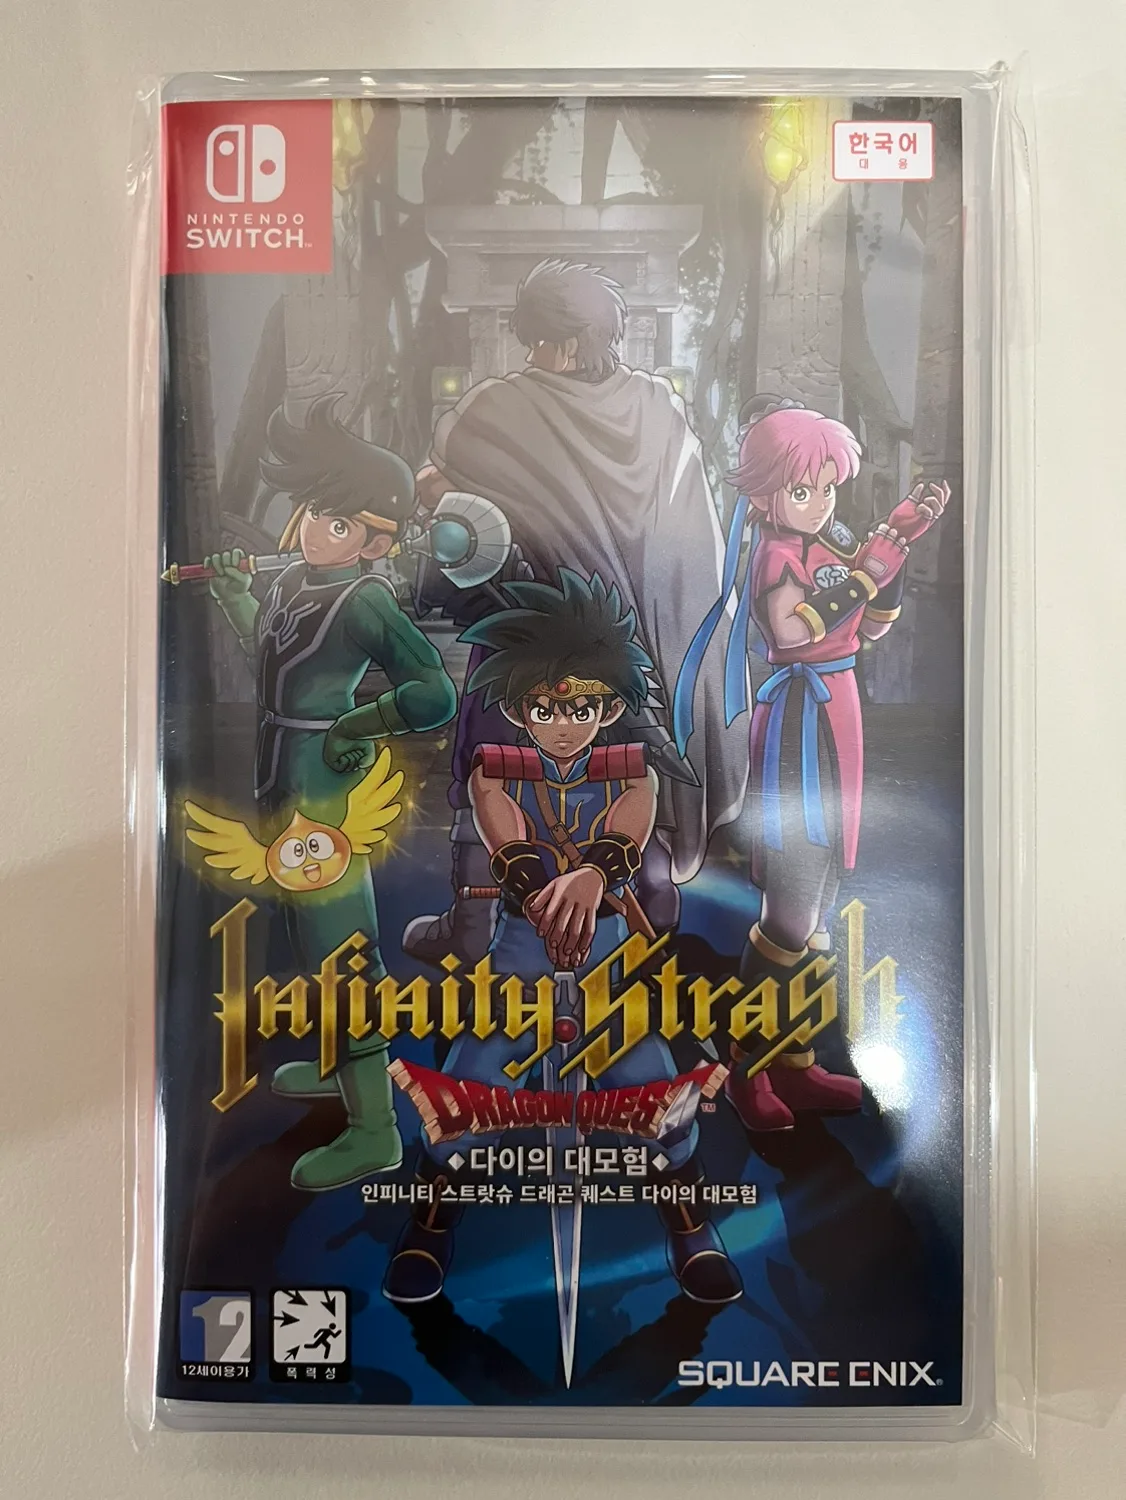 NINTENDO
SWITCH™
한국어
대응
Infinity Strash
DRAGON QUEST™
다이의 대모험
인피니티 스트랏슈 드래곤 퀘스트 다이의 대모험
12
12세이용가
폭력성
SQUARE ENIX®